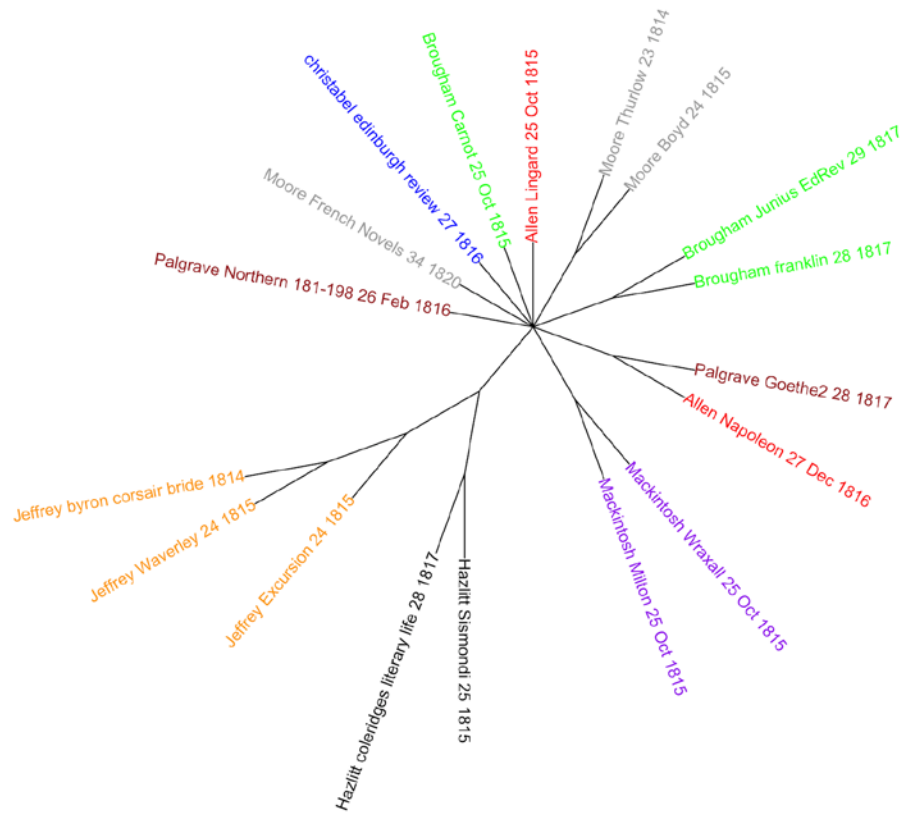 Moore Thurlow 23 1814
Brougham Carnot 25 Oct 1815
Allen Lingard 25 Oct 1815
christabel edinburgh review 27 1816
Moore Boyd 24 1815
Brougham Junius EdRev 29 1817
Moore French Novels 34 1820
Brougham franklin 28 1817
Palgrave Northern 181-198 26 Feb 1816
Palgrave Goethe2 28 1817
Allen Napoleon 27 Dec 1816
Jeffrey byron corsair bride 1814
Jeffrey Waverley 24 1815
Jeffrey Excursion 24 1815
Mackintosh Wraxall 25 Oct 1815
Mackintosh Milton 25 Oct 1815
Hazlitt coleridges literary life 28 1817
Hazlitt Sismondi 25 1815